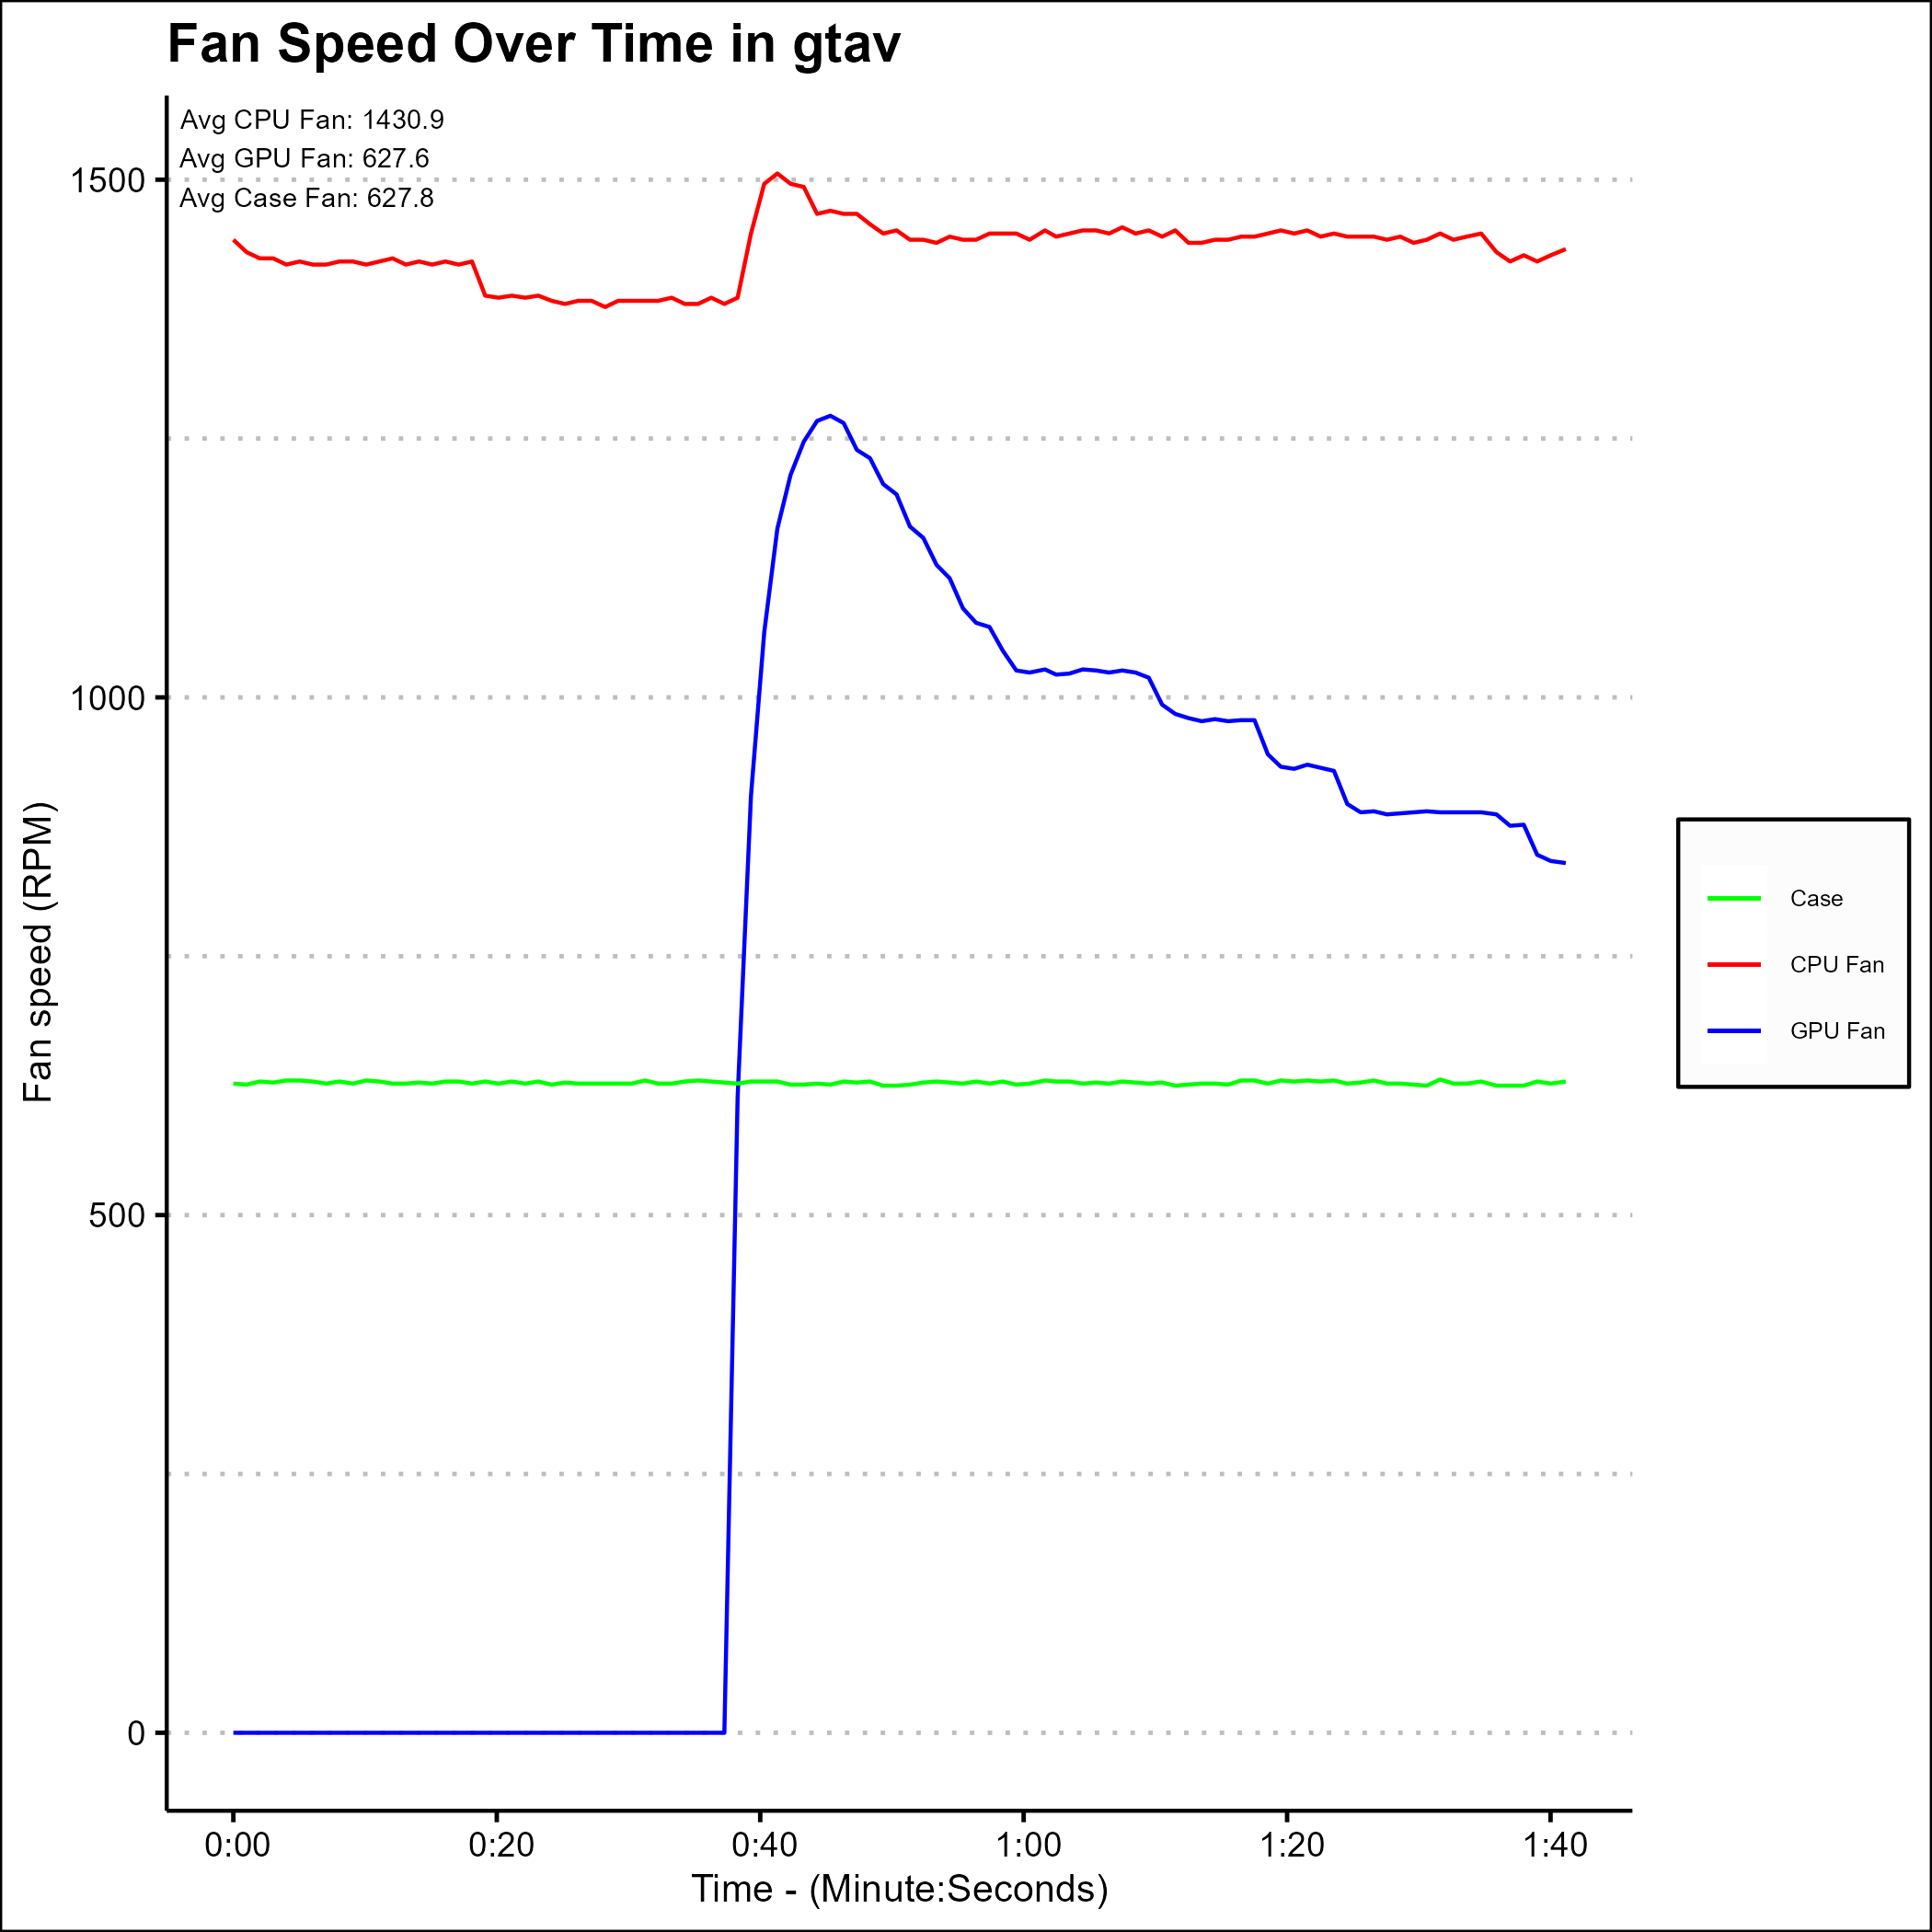 Fan Speed Over Time in gtav
Avg CPU Fan: 1430.9
Avg GPU Fan: 627.6
Avg Case Fan: 627.8
1500
1000
500
0
Fan speed (RPM)
Case
CPU Fan
GPU Fan
0:00 0:20 0:40 1:00 1:20 1:40
Time - (Minute:Seconds)